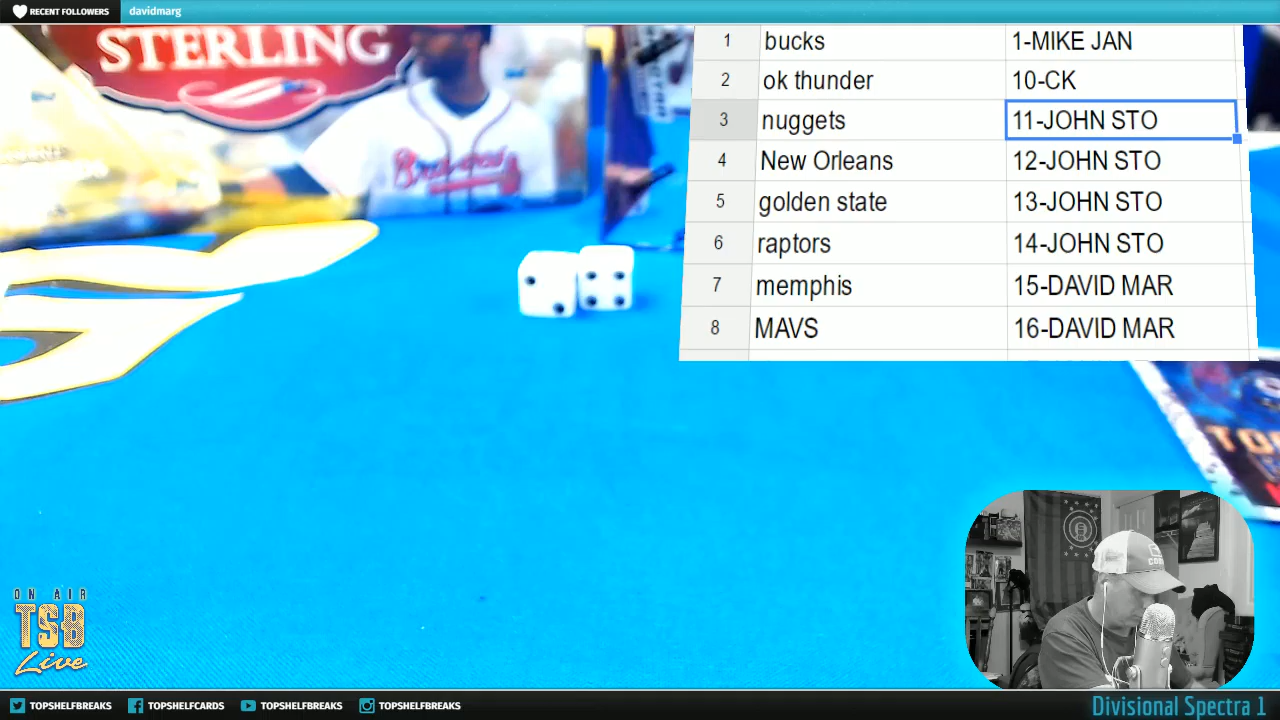 RECENT FOLLOWERS
davidmarg
STERLING
Braves
1 bucks 1-MIKE JAN
2 ok thunder 10-CK
3 nuggets 11-JOHN STO
4 New Orleans 12-JOHN STO
5 golden state 13-JOHN STO
6 raptors 14-JOHN STO
7 memphis 15-DAVID MAR
8 MAVS 16-DAVID MAR
ON AIR
TSB
Live
TOPSHELFBREAKS
TOPSHELFCARDS
TOPSHELFBREAKS
TOPSHELFBREAKS
Divisional Spectra 1